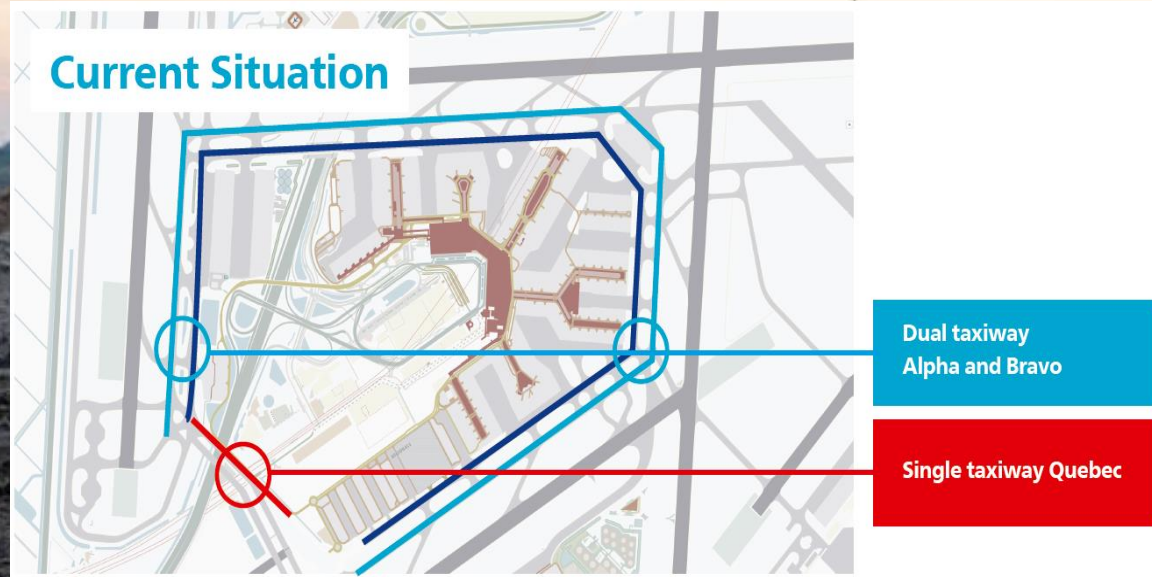 Current Situation
Dual taxiway
Alpha and Bravo
Single taxiway Quebec